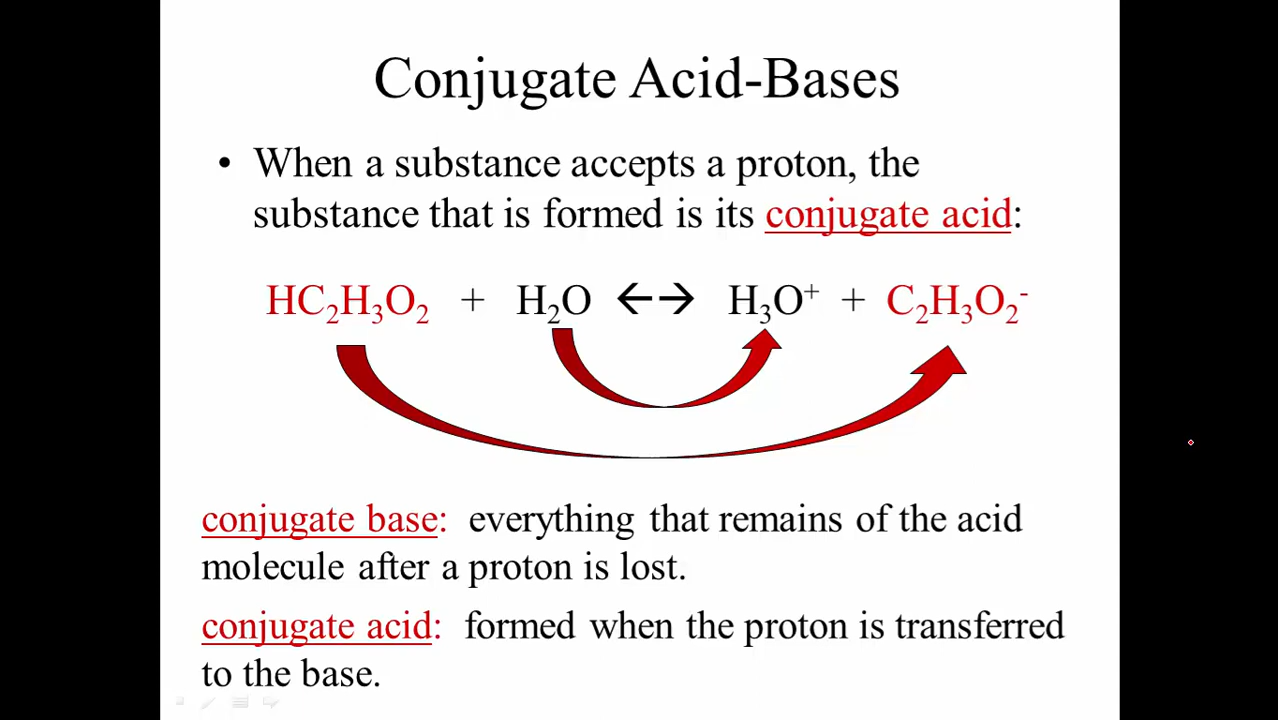 Conjugate Acid-Bases
• When a substance accepts a proton, the
substance that is formed is its conjugate acid:
HC₂H₃O₂ + H₂O ←→ H₃O⁺ + C₂H₃O₂⁻
conjugate base: everything that remains of the acid
molecule after a proton is lost.
conjugate acid: formed when the proton is transferred
to the base.